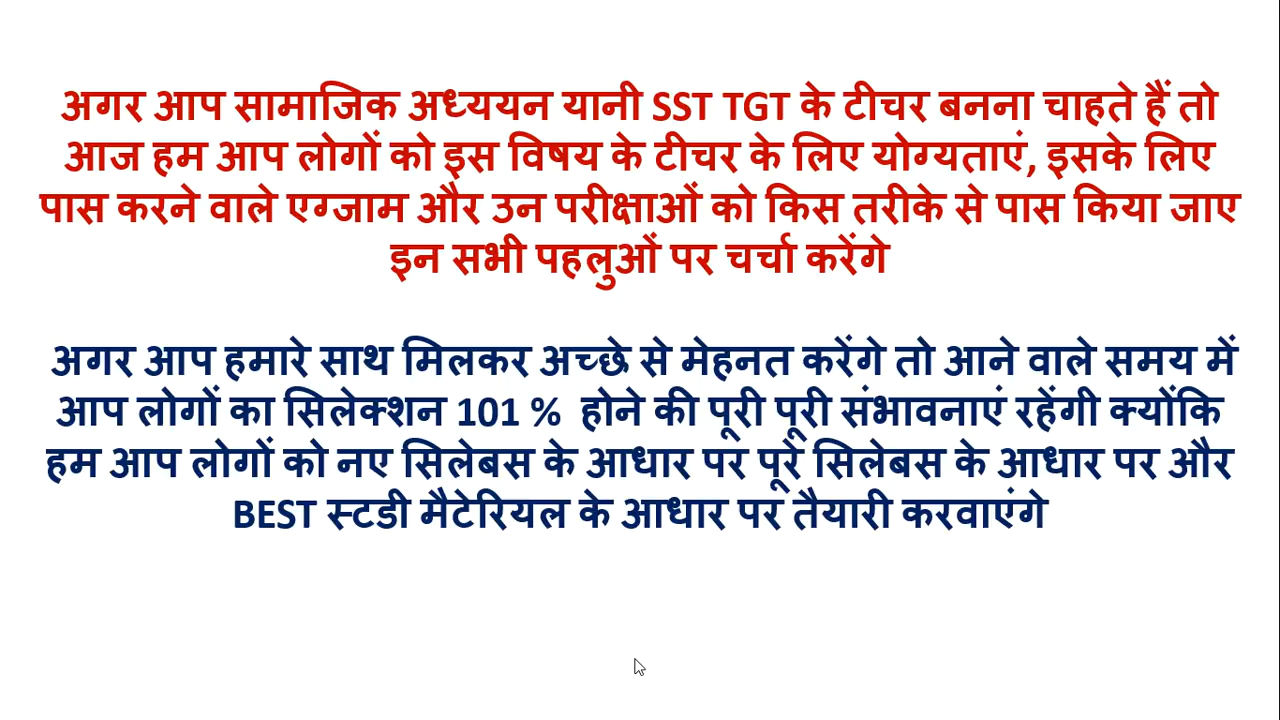 अगर आप सामाजिक अध्ययन यानी SST TGT के टीचर बनना चाहते हैं तो
आज हम आप लोगों को इस विषय के टीचर के लिए योग्यताएं, इसके लिए
पास करने वाले एग्जाम और उन परीक्षाओं को किस तरीके से पास किया जाए
इन सभी पहलुओं पर चर्चा करेंगे
अगर आप हमारे साथ मिलकर अच्छे से मेहनत करेंगे तो आने वाले समय में
आप लोगों का सिलेक्शन 101 % होने की पूरी पूरी संभावनाएं रहेंगी क्योंकि
हम आप लोगों को नए सिलेबस के आधार पर पूरे सिलेबस के आधार पर और
BEST स्टडी मैटेरियल के आधार पर तैयारी करवाएंगे